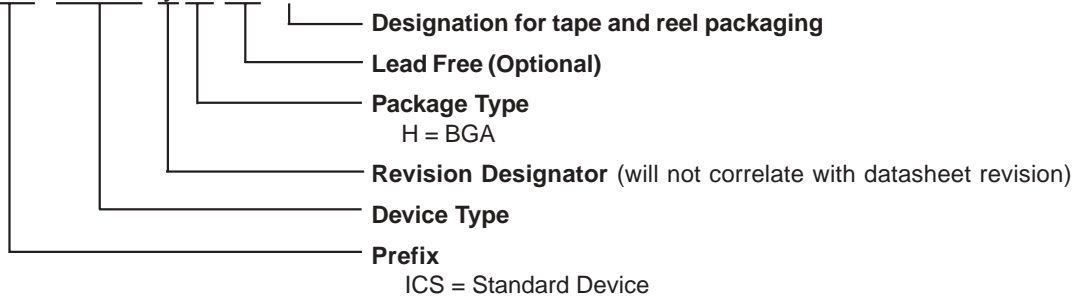 Designation for tape and reel packaging
Lead Free (Optional)
Package Type
H = BGA
Revision Designator (will not correlate with datasheet revision)
Device Type
Prefix
ICS = Standard Device